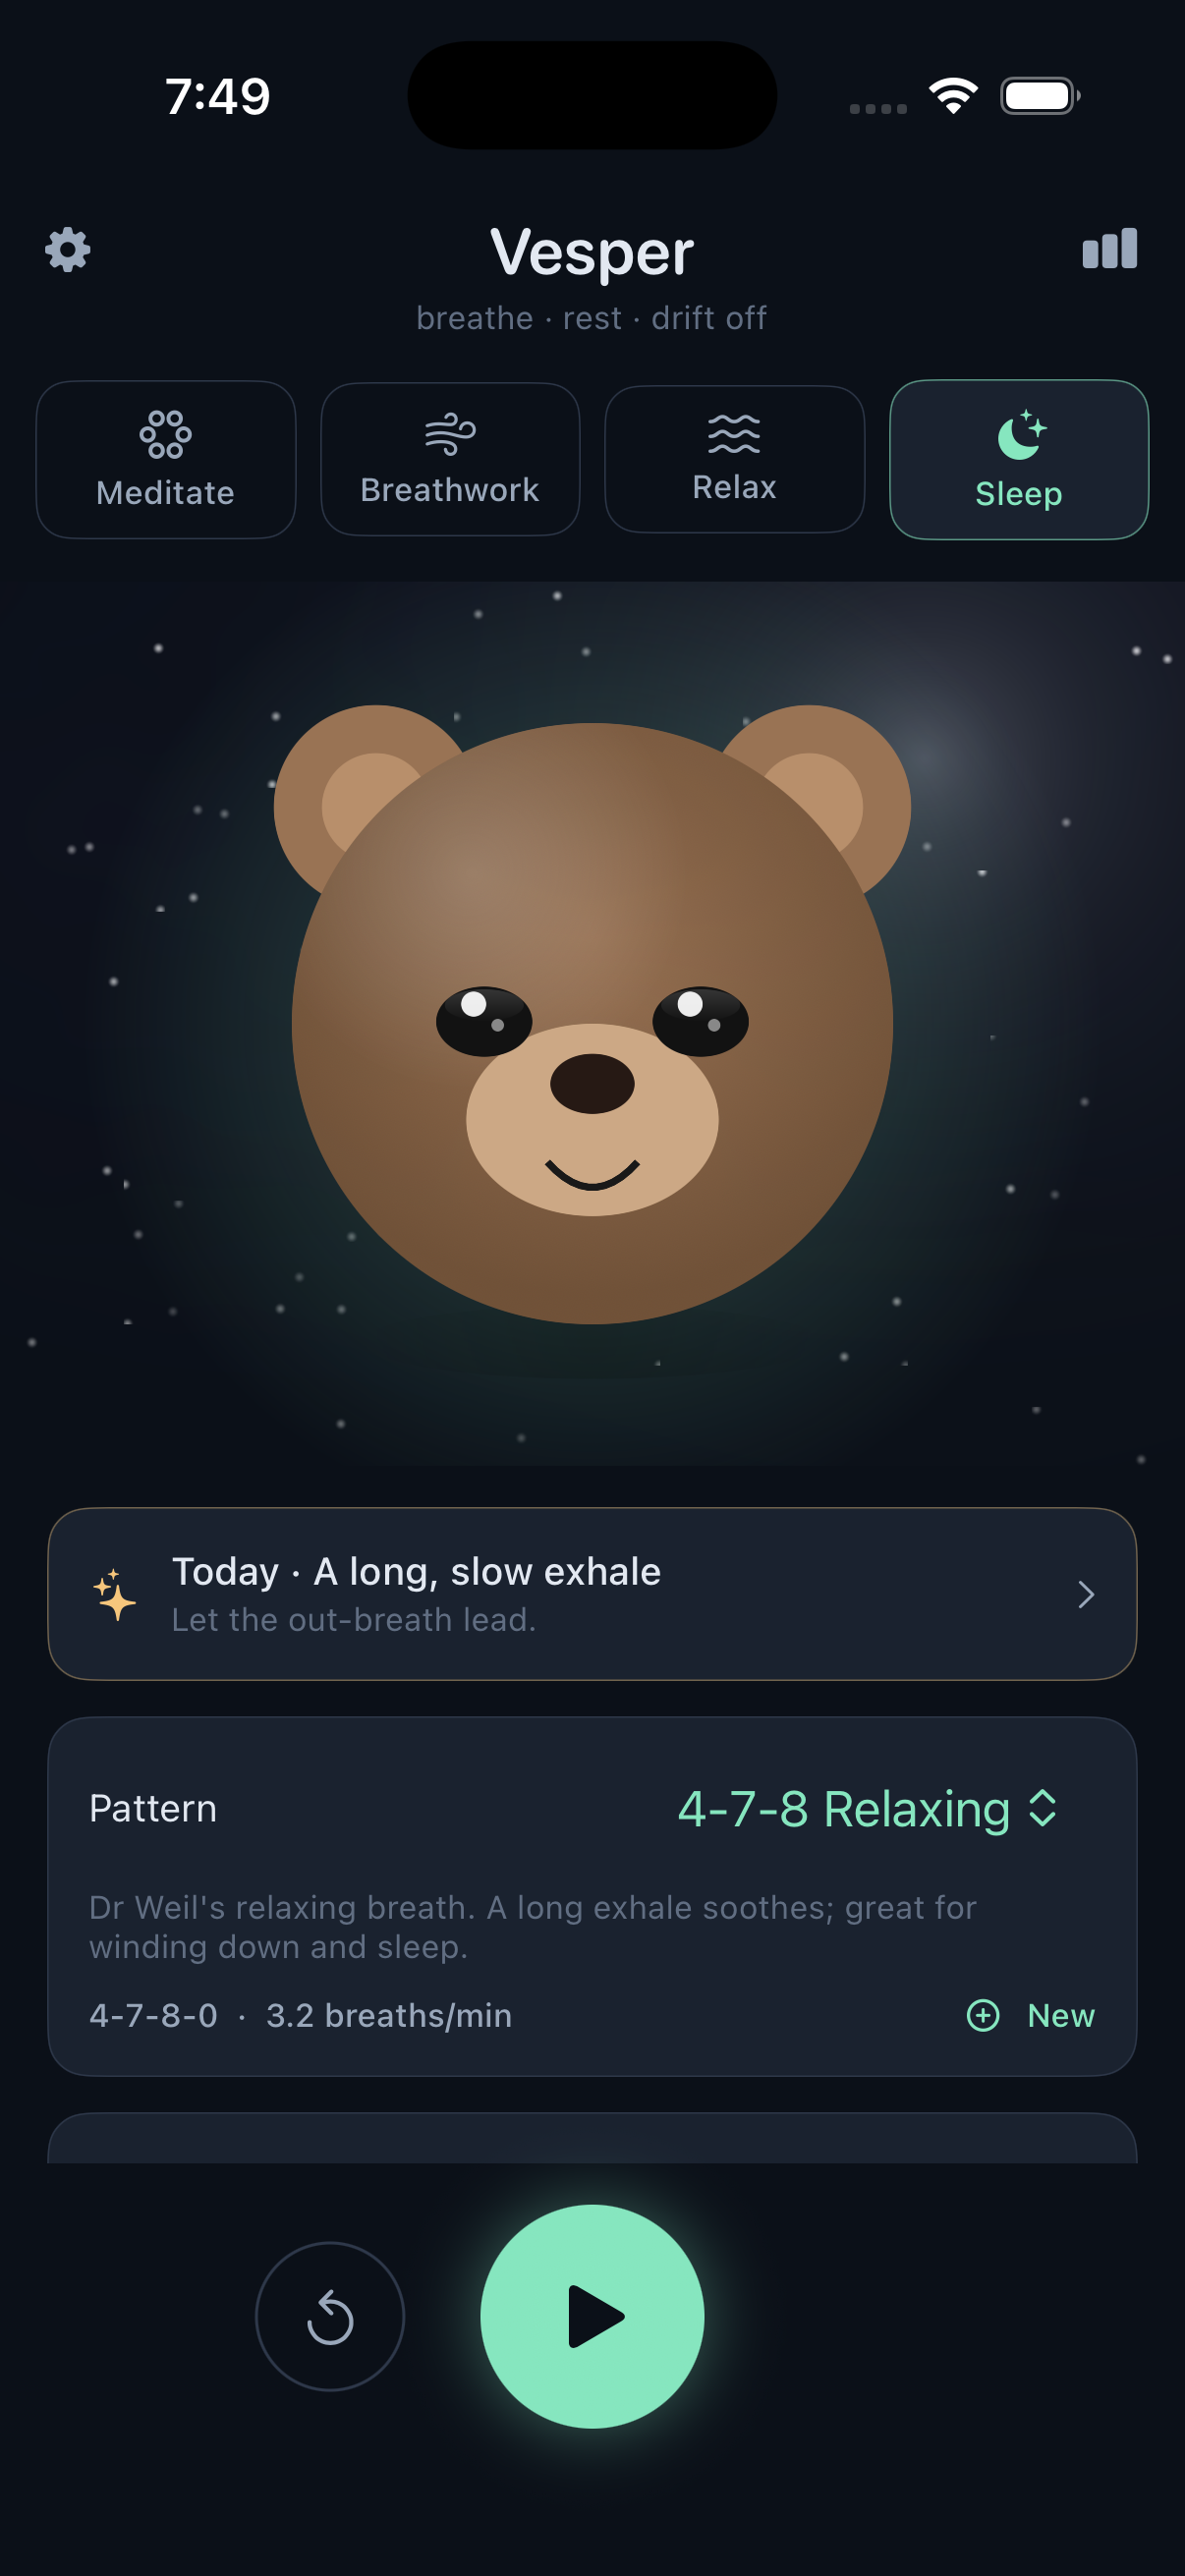 7:49
Vesper
breathe · rest · drift off
Meditate
Breathwork
Relax
Sleep
Today · A long, slow exhale
Let the out-breath lead.
Pattern
4-7-8 Relaxing
Dr Weil's relaxing breath. A long exhale soothes; great for
winding down and sleep.
4-7-8-0 · 3.2 breaths/min
New